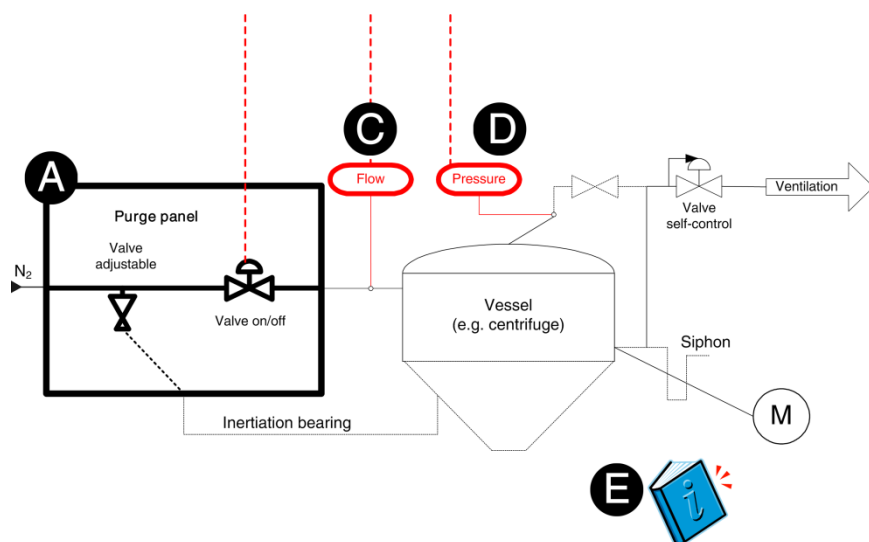 C
D
A
Flow
Pressure
Purge panel
Ventilation
Valve
self-control
Valve
adjustable
N2
Valve on/off
Vessel
(e.g. centrifuge)
Siphon
M
Inertiation bearing
E
i